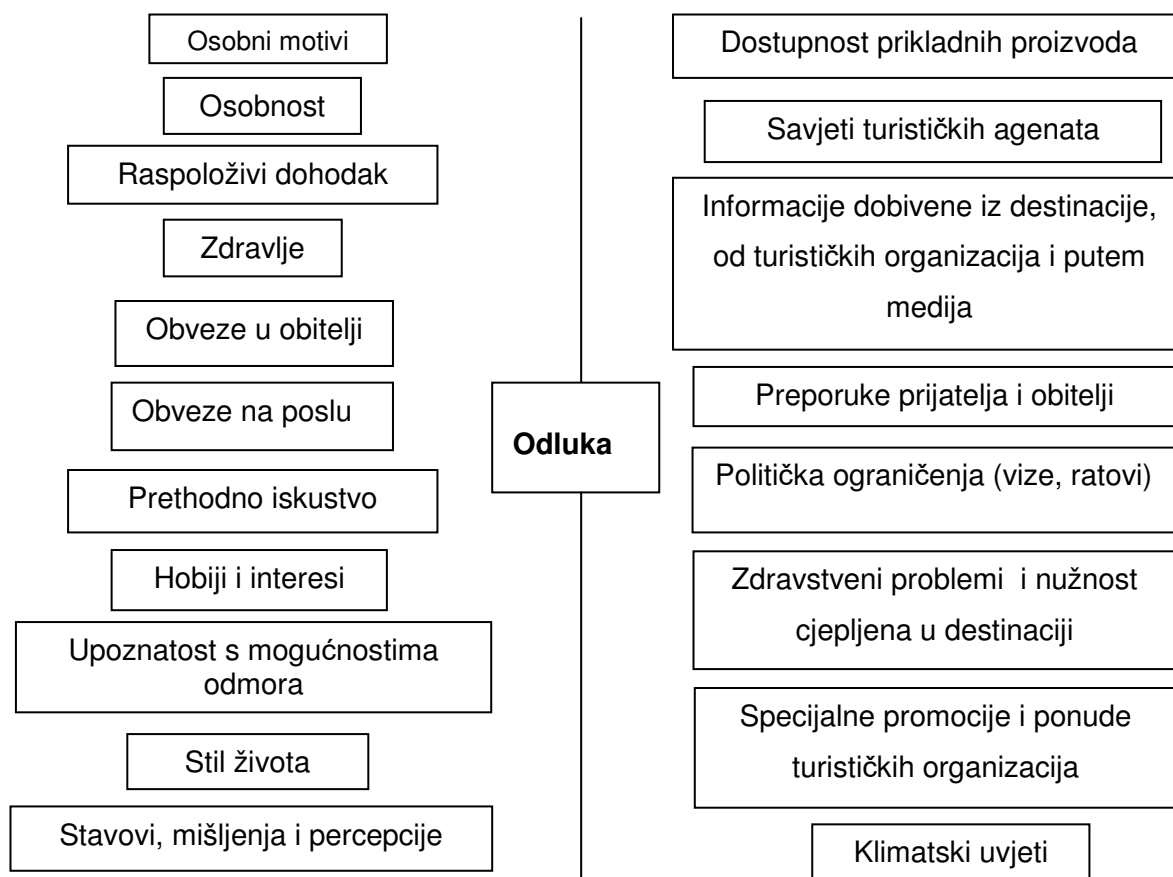 Osobni motivi
Osobnost
Raspoloživi dohodak
Zdravlje
Obveze u obitelji
Obveze na poslu
Prethodno iskustvo
Hobiji i interesi
Upoznatost s mogućnostima
odmora
Stil života
Stavovi, mišljenja i percepcije
Odluka
Dostupnost prikladnih proizvoda
Savjeti turističkih agenata
Informacije dobivene iz destinacije,
od turističkih organizacija i putem
medija
Preporuke prijatelja i obitelji
Politička ograničenja (vize, ratovi)
Zdravstveni problemi  i nužnost
cjepljena u destinaciji
Specijalne promocije i ponude
turističkih organizacija
Klimatski uvjeti